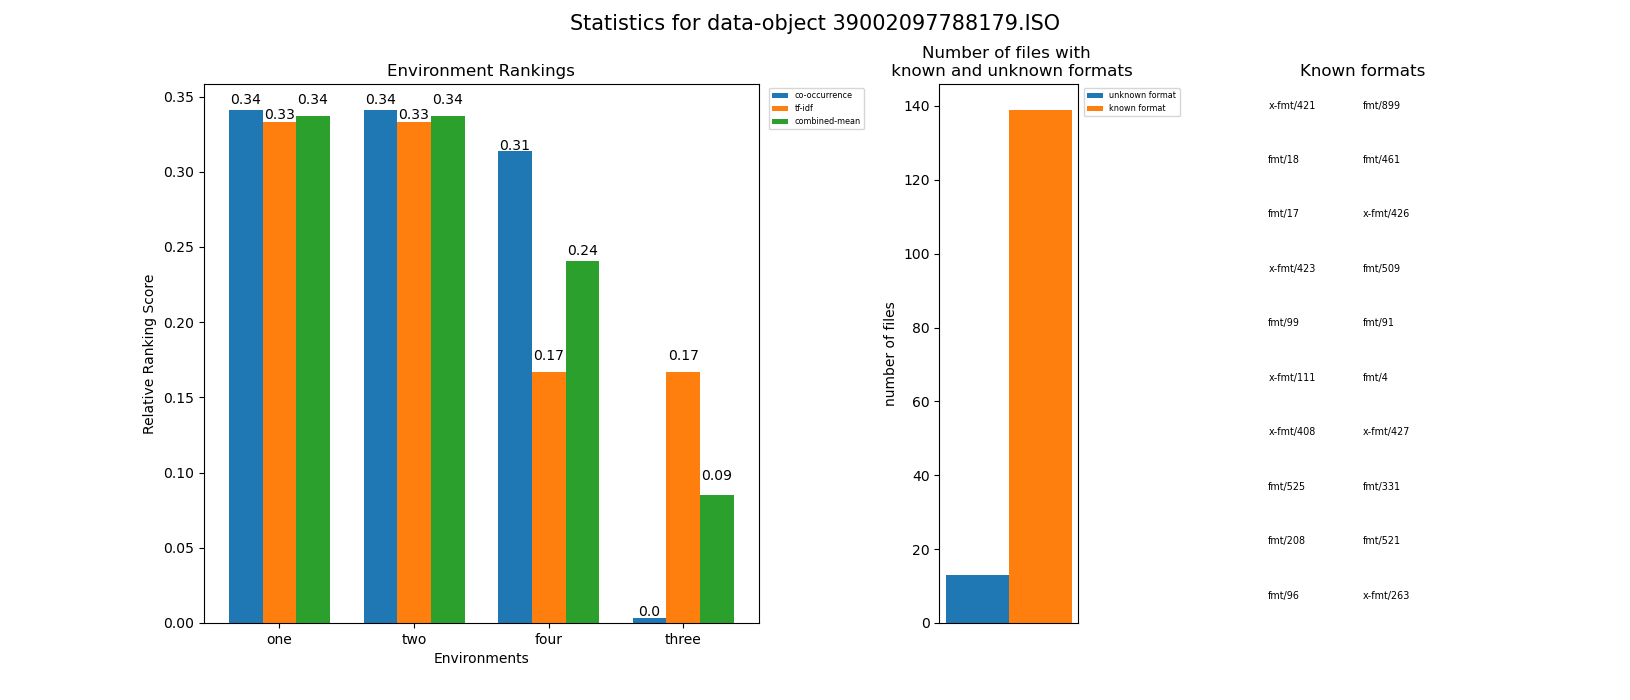 Statistics for data-object 39002097788179.ISO
Environment Rankings
0.35
0.30
0.25
0.20
0.15
0.10
0.05
0.00
Relative Ranking Score
0.34
0.33
0.34
0.34
0.33
0.34
0.31
0.17
0.24
0.0
0.17
0.09
one
two
four
three
Environments
co-occurrence
tf-idf
combined-mean
Number of files with
known and unknown formats
140
120
100
80
60
40
20
0
number of files
unknown format
known format
Known formats
x-fmt/421 fmt/899
fmt/18 fmt/461
fmt/17 x-fmt/426
x-fmt/423 fmt/509
fmt/99 fmt/91
x-fmt/111 fmt/4
x-fmt/408 x-fmt/427
fmt/525 fmt/331
fmt/208 fmt/521
fmt/96 x-fmt/263